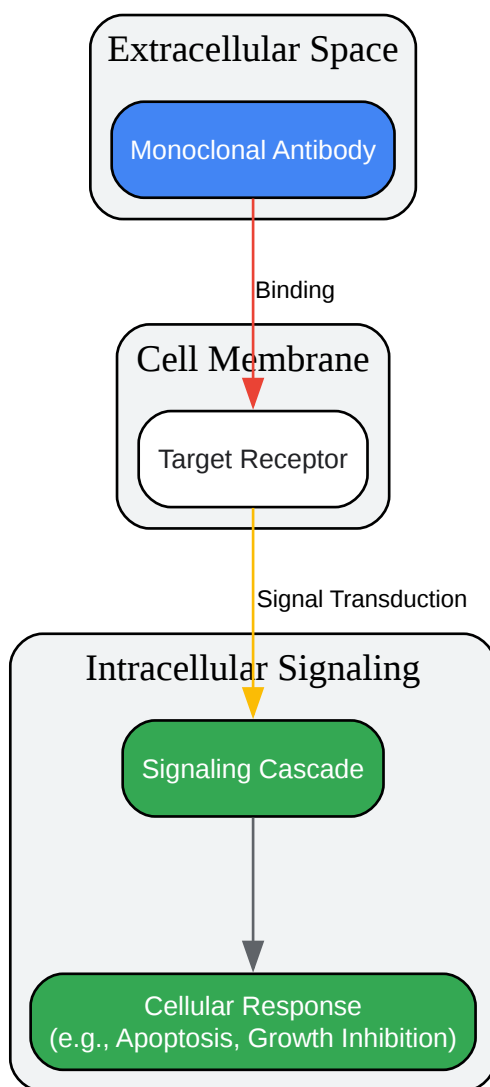 Extracellular Space
Monoclonal Antibody
Binding
Cell Membrane
Target Receptor
Signal Transduction
Intracellular Signaling
Signaling Cascade
Cellular Response
(e.g., Apoptosis, Growth Inhibition)